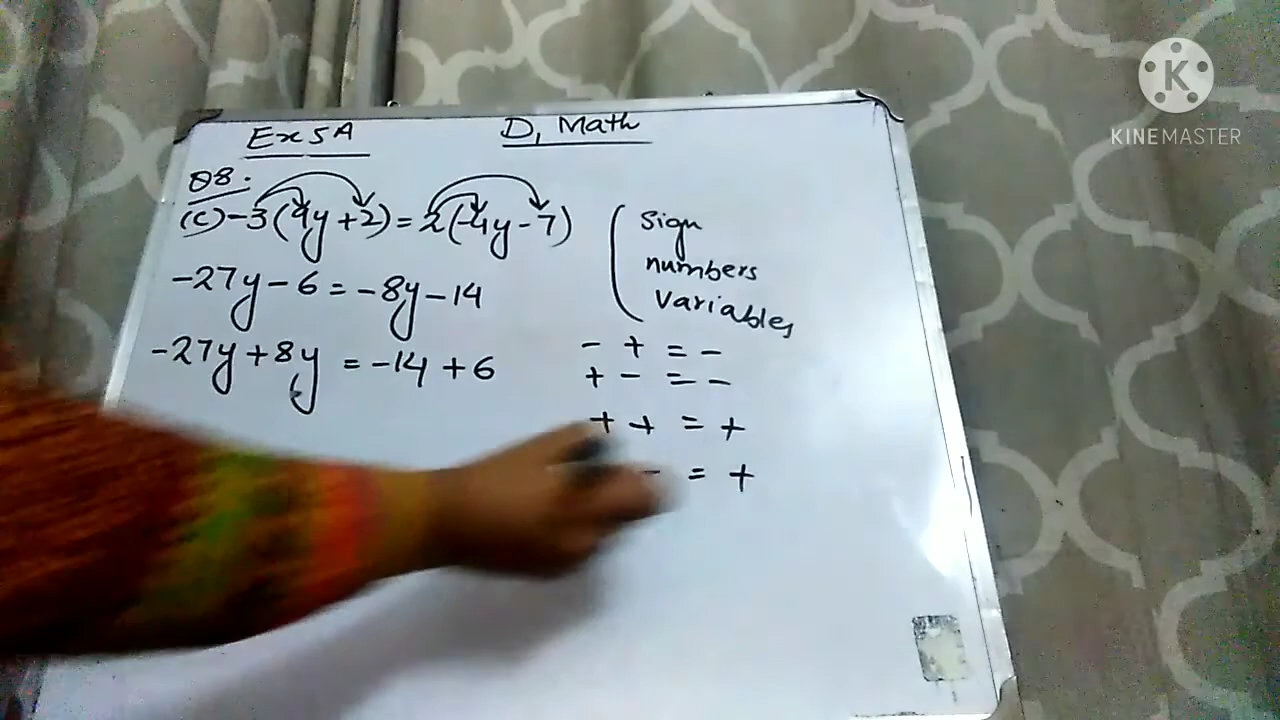 Ex 5A
D, Math
Q8.
(c) -3(9y+2) = 2(-4y-7)
-27y-6 = -8y-14
-27y+8y = -14+6
Sign
numbers
variables
- + = -
+ - = -
+ + = +
- = +
KINEMASTER